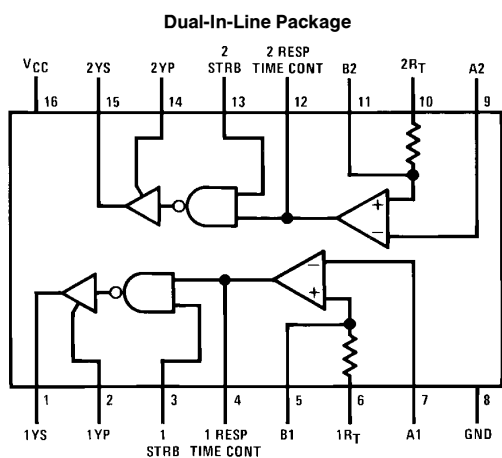 Dual-In-Line Package
VCC 2YS 2YP 2 STRB 2 RESP TIME CONT B2 2RT A2
16 15 14 13 12 11 10 9
+
−
−
+
1 2 3 4 5 6 7 8
1YS 1YP 1 STRB 1 RESP TIME CONT B1 1RT A1 GND